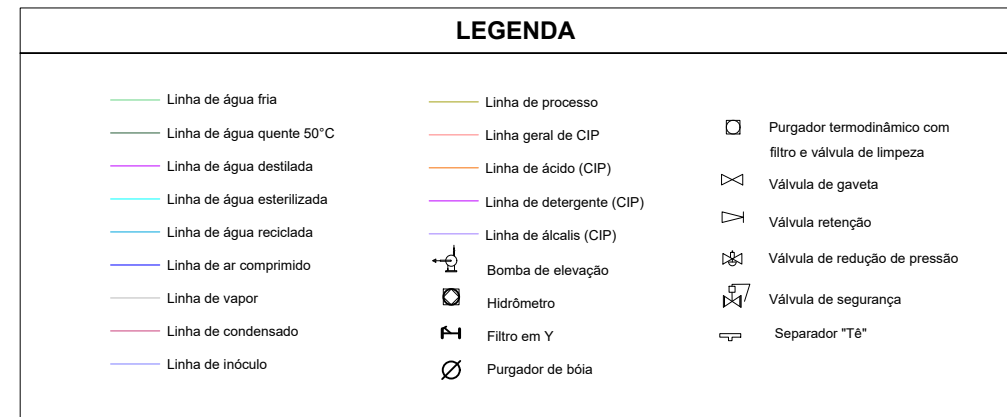 LEGENDA
Linha de água fria
Linha de água quente 50°C
Linha de água destilada
Linha de água esterilizada
Linha de água reciclada
Linha de ar comprimido
Linha de vapor
Linha de condensado
Linha de inóculo
Linha de processo
Linha geral de CIP
Linha de ácido (CIP)
Linha de detergente (CIP)
Linha de álcalis (CIP)
Bomba de elevação
Hidrômetro
Filtro em Y
Purgador de bóia
Purgador termodinâmico com
filtro e válvula de limpeza
Válvula de gaveta
Válvula retenção
Válvula de redução de pressão
Válvula de segurança
Separador "Tê"